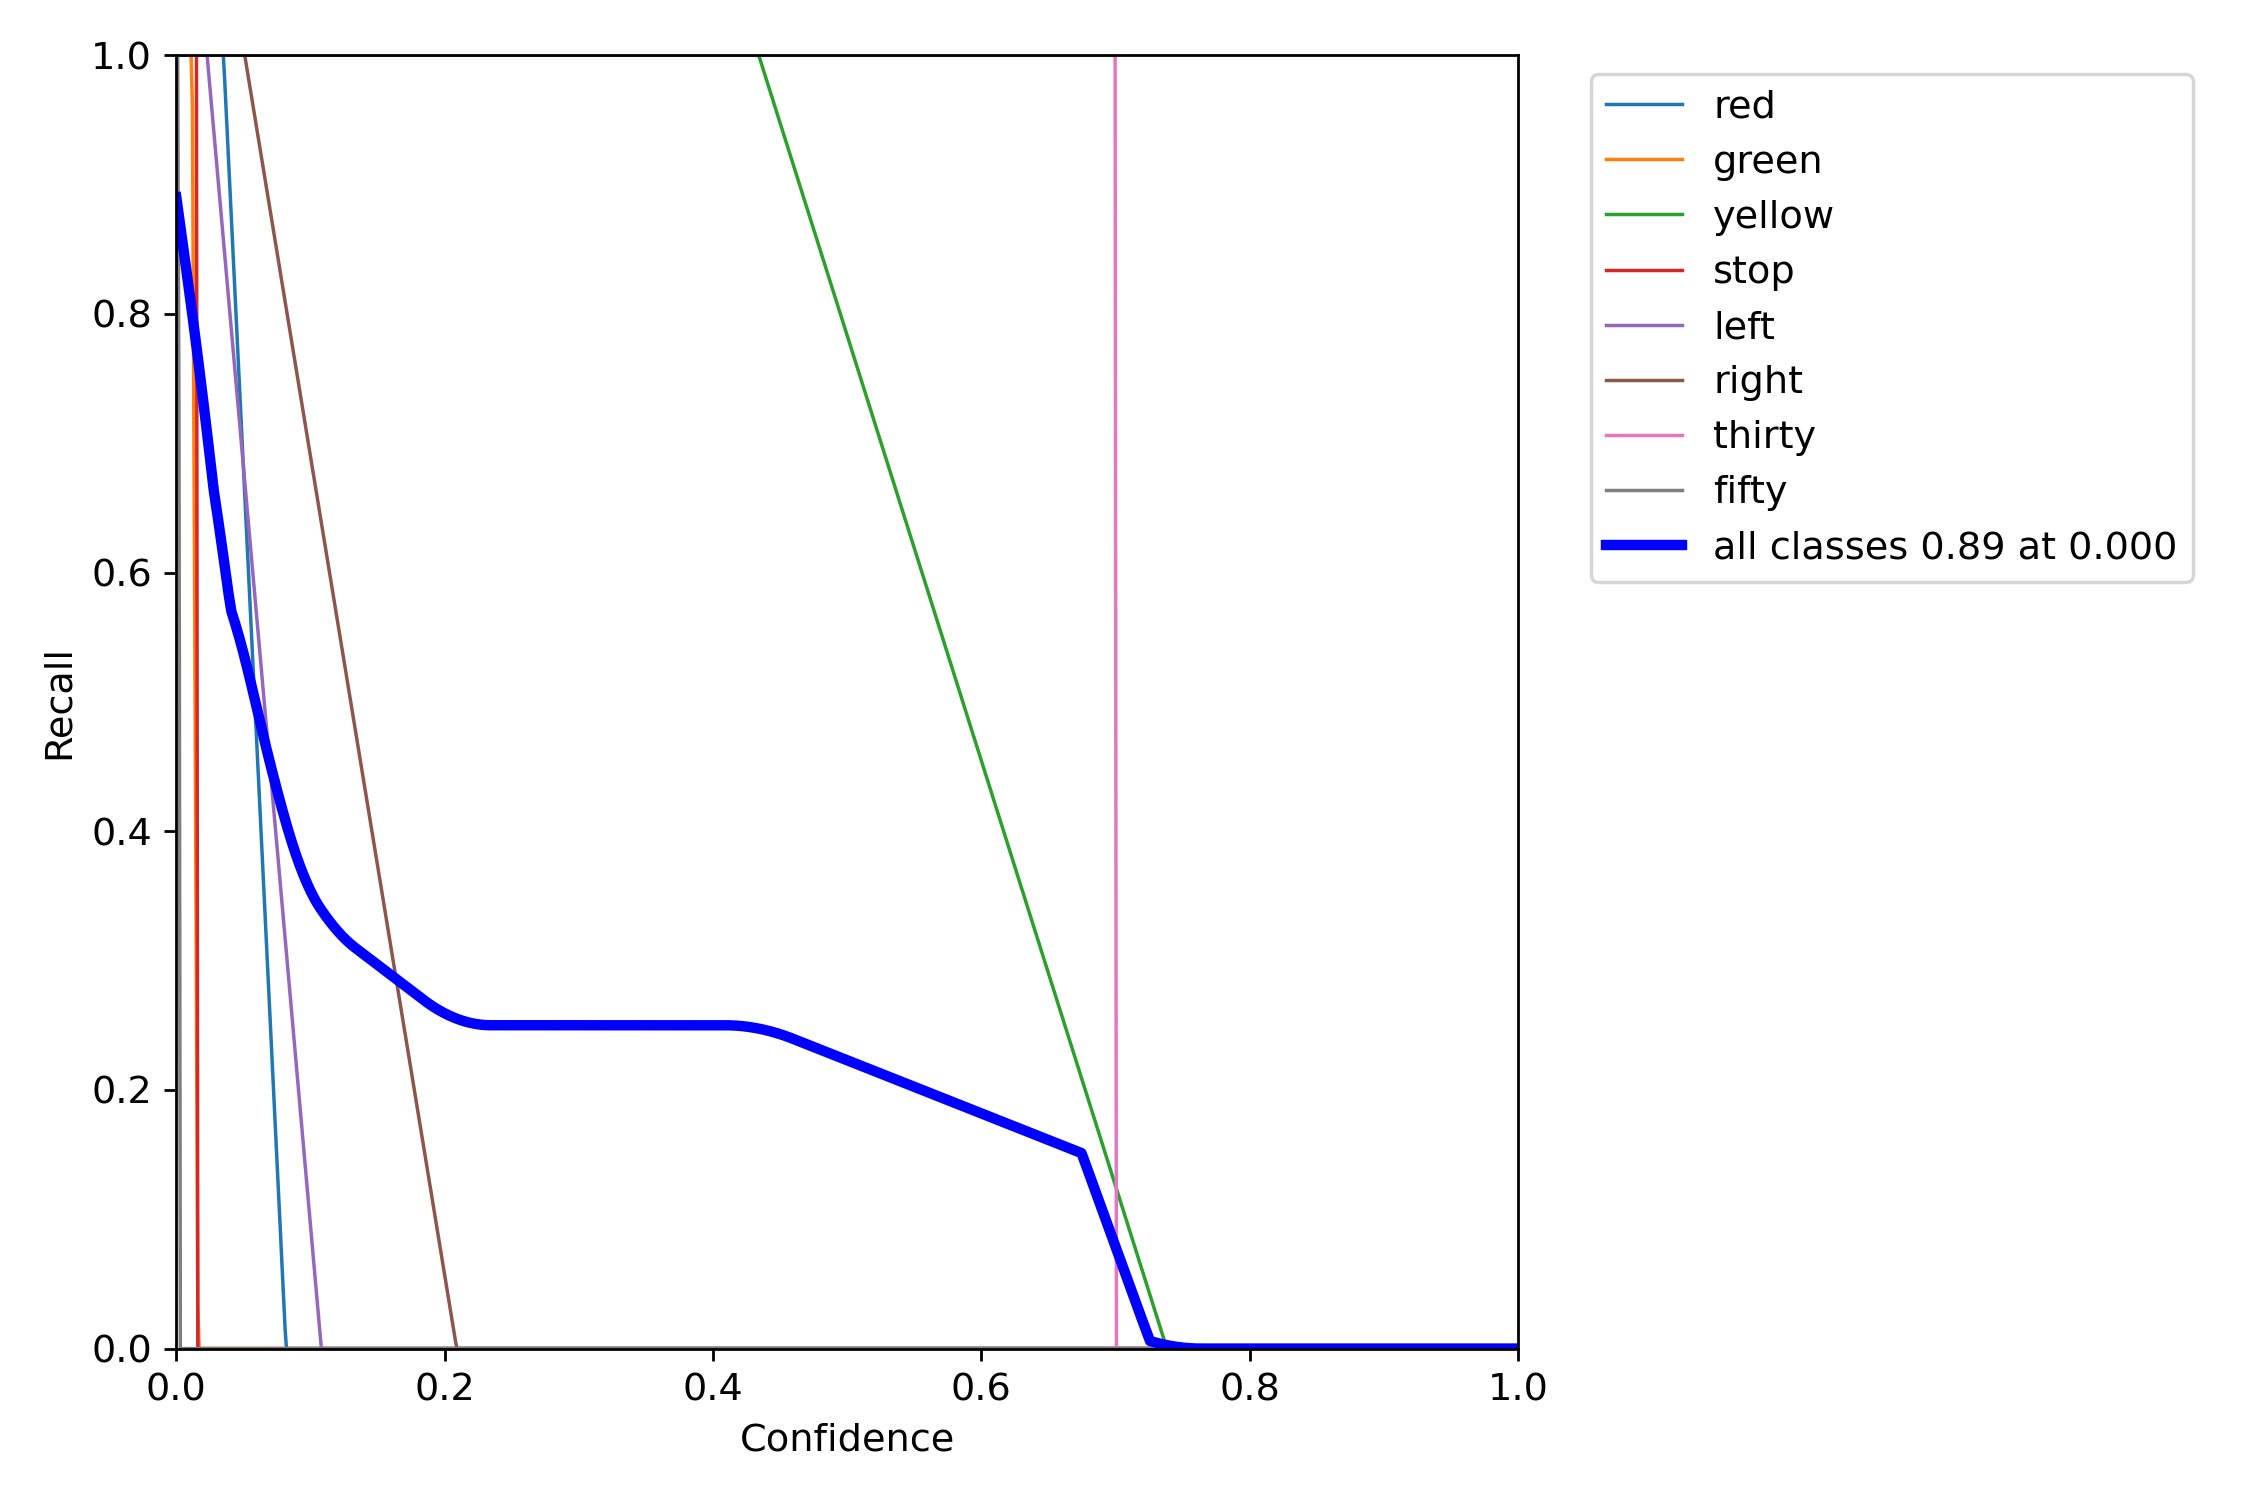 1.0
0.8
0.6
0.4
0.2
0.0
Recall
0.0 0.2 0.4 0.6 0.8 1.0
Confidence
red
green
yellow
stop
left
right
thirty
fifty
all classes 0.89 at 0.000